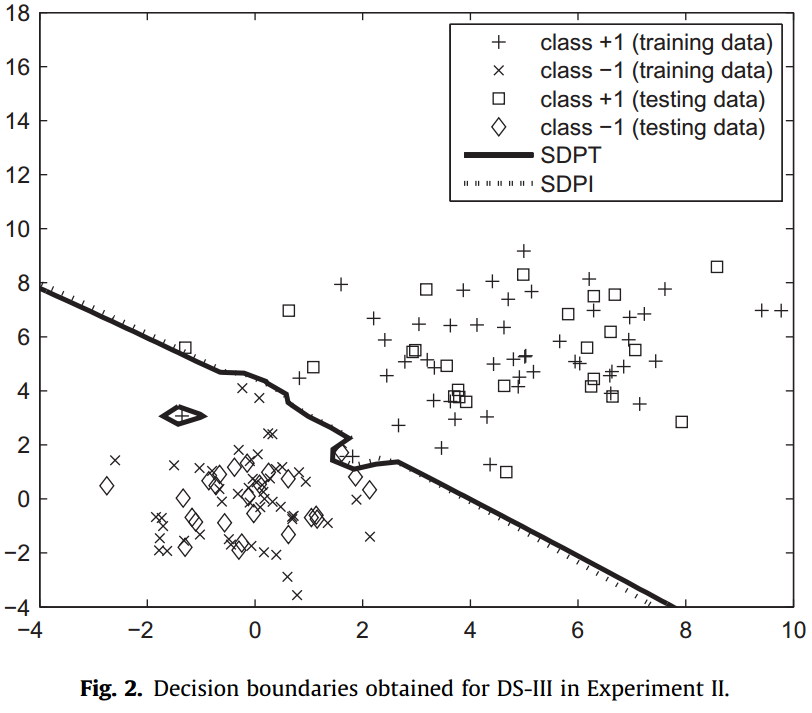 18
16
14
12
10
8
6
4
2
0
−2
−4
−4 −2 0 2 4 6 8 10
class +1 (training data)
class −1 (training data)
class +1 (testing data)
class −1 (testing data)
SDPT
SDPI
Fig. 2. Decision boundaries obtained for DS-III in Experiment II.